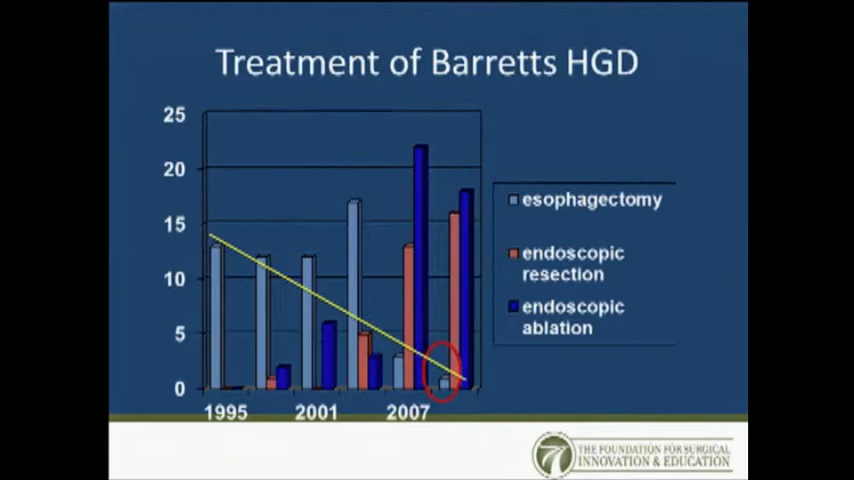 Treatment of Barretts HGD
25
20
15
10
5
0
1995
2001
2007
esophagectomy
endoscopic
resection
endoscopic
ablation
THE FOUNDATION FOR SURGICAL
INNOVATION & EDUCATION